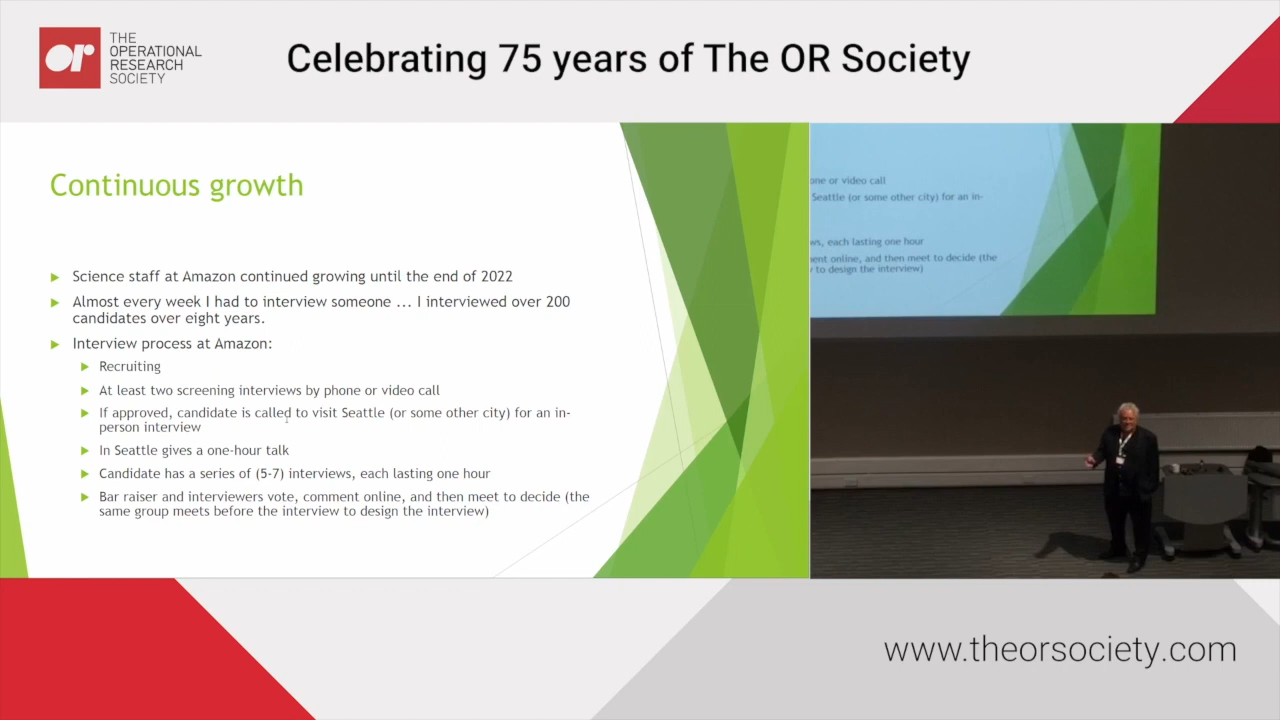 or
THE
OPERATIONAL
RESEARCH
SOCIETY
Celebrating 75 years of The OR Society
Continuous growth
Science staff at Amazon continued growing until the end of 2022
Almost every week I had to interview someone ... I interviewed over 200
candidates over eight years.
Interview process at Amazon:
Recruiting
At least two screening interviews by phone or video call
If approved, candidate is called to visit Seattle (or some other city) for an in-
person interview
In Seattle gives a one-hour talk
Candidate has a series of (5-7) interviews, each lasting one hour
Bar raiser and interviewers vote, comment online, and then meet to decide (the
same group meets before the interview to design the interview)
one or video call
Seattle (or some other city) for an in-
ws, each lasting one hour
ent online, and then meet to decide (the
to design the interview)
www.theorsociety.com